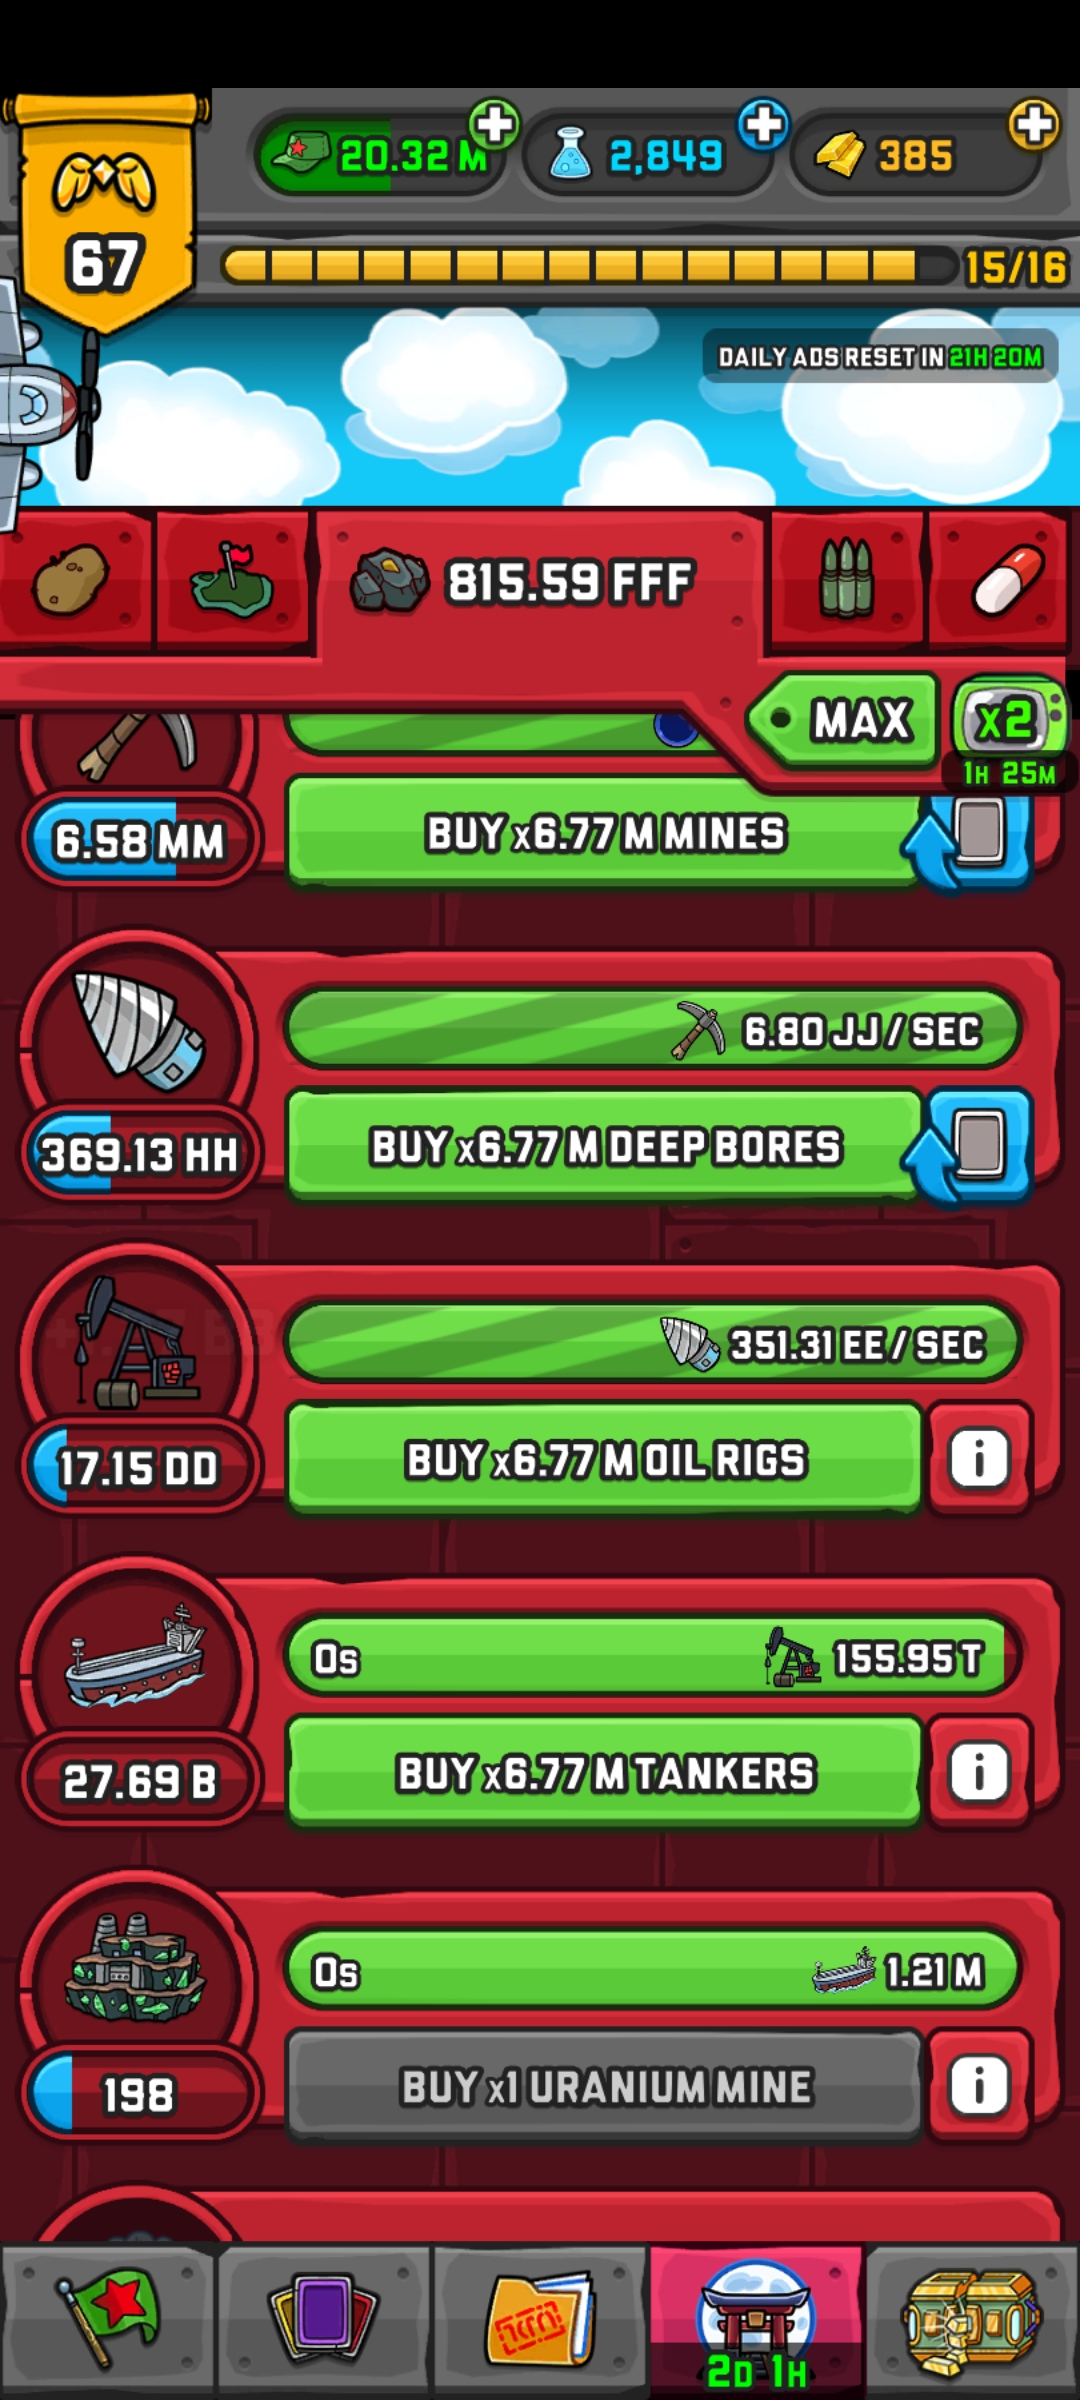 20.32 M
2,849
385
67
15/16
DAILY ADS RESET IN 21H 20M
815.59 FFF
MAX
x2
1H 25M
6.58 MM
BUY x6.77 M MINES
6.80 JJ / SEC
369.13 HH
BUY x6.77 M DEEP BORES
351.31 EE / SEC
17.15 DD
BUY x6.77 M OIL RIGS
0s
155.95 T
27.69 B
BUY x6.77 M TANKERS
0s
1.21 M
198
BUY x1 URANIUM MINE
2D 1H